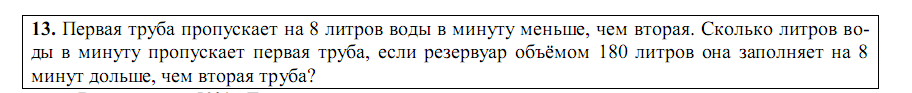 13. Первая труба пропускает на 8 литров воды в минуту меньше, чем вторая. Сколько литров во-
ды в минуту пропускает первая труба, если резервуар объёмом 180 литров она заполняет на 8
минут дольше, чем вторая труба?